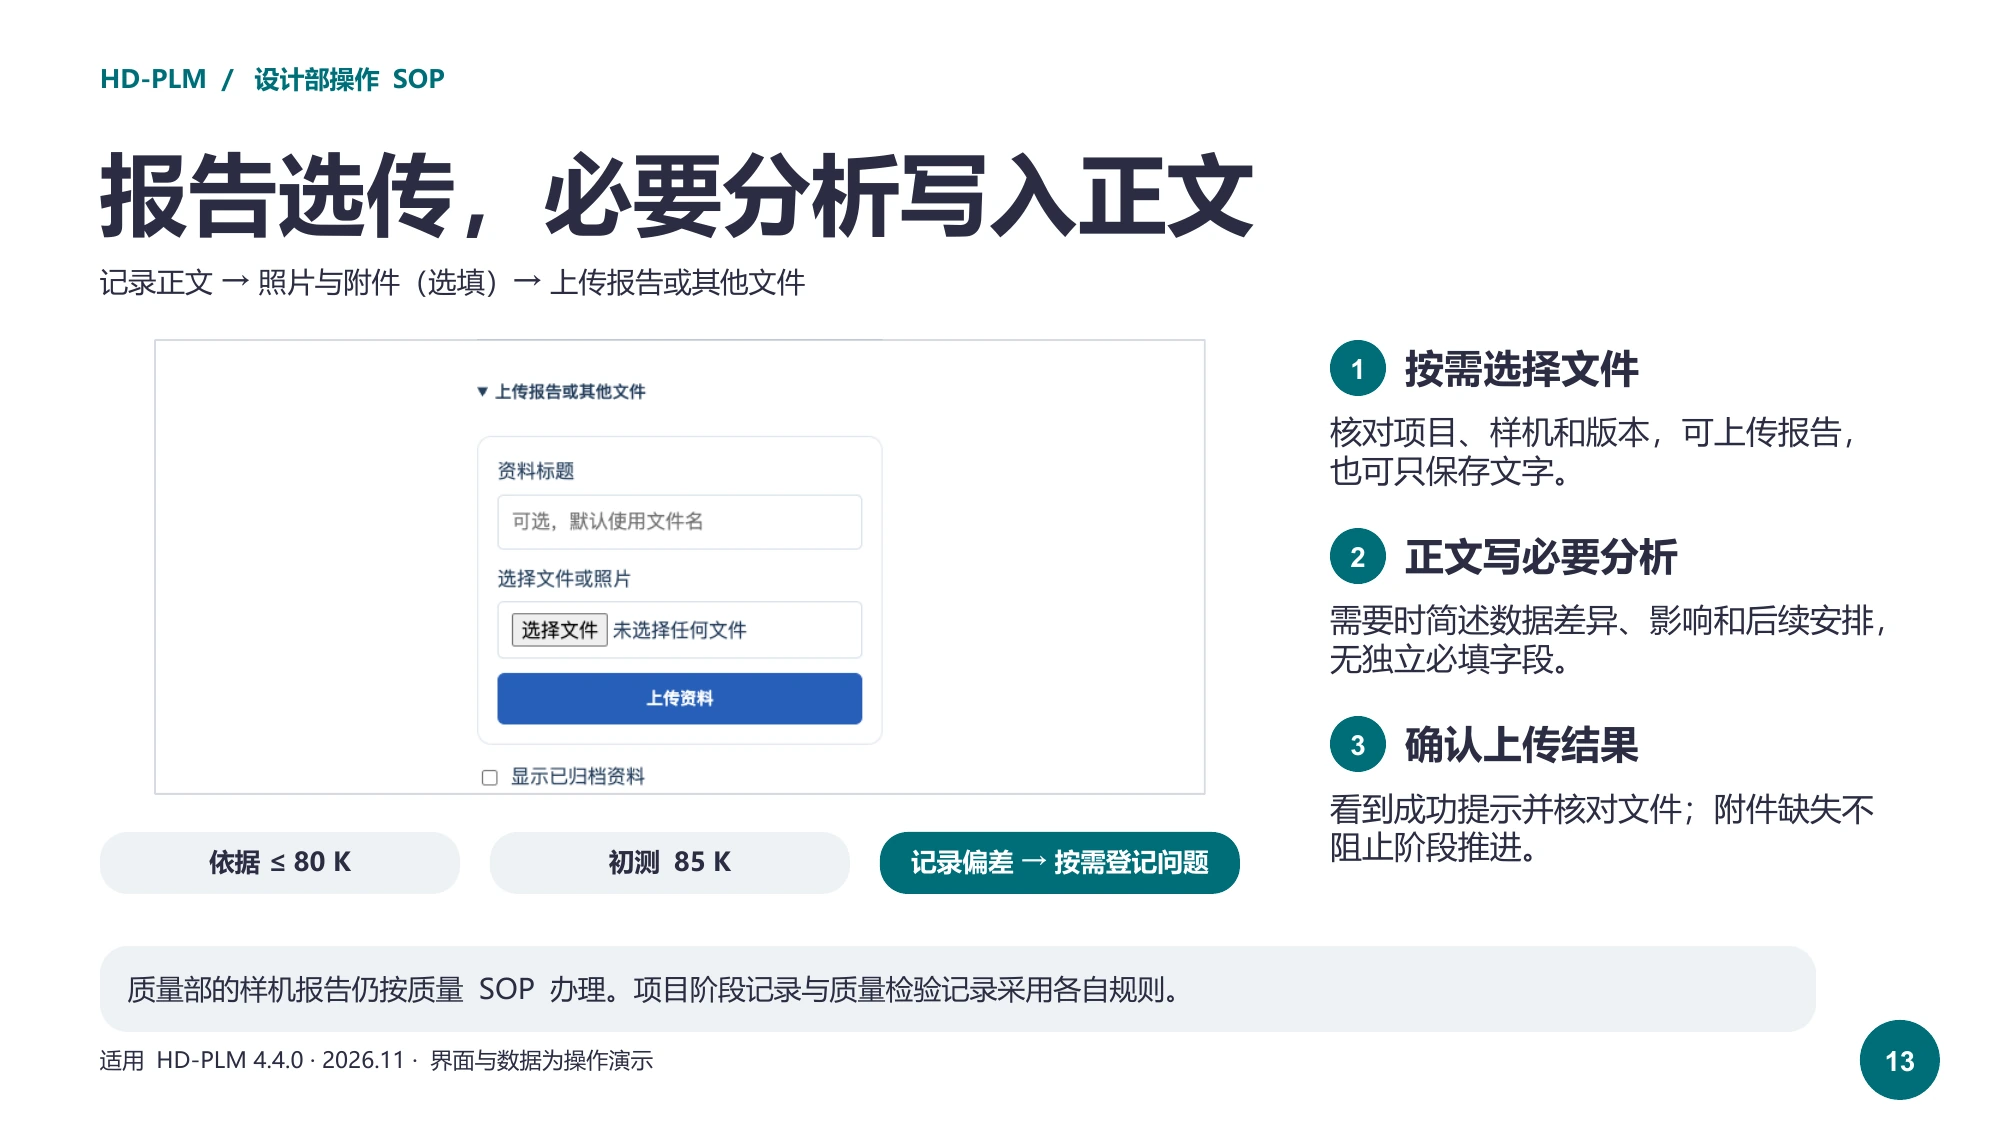 HD-PLM / 设计部操作 SOP
报告选传，必要分析写入正文
记录正文 → 照片与附件（选填）→ 上传报告或其他文件
▼ 上传报告或其他文件
资料标题
可选，默认使用文件名
选择文件或照片
选择文件 未选择任何文件
上传资料
显示已归档资料
依据 ≤ 80 K
初测 85 K
记录偏差 → 按需登记问题
1 按需选择文件
核对项目、样机和版本，可上传报告，
也可只保存文字。
2 正文写必要分析
需要时简述数据差异、影响和后续安排，
无独立必填字段。
3 确认上传结果
看到成功提示并核对文件；附件缺失不
阻止阶段推进。
质量部的样机报告仍按质量 SOP 办理。项目阶段记录与质量检验记录采用各自规则。
适用 HD-PLM 4.4.0 · 2026.11 · 界面与数据为操作演示
13